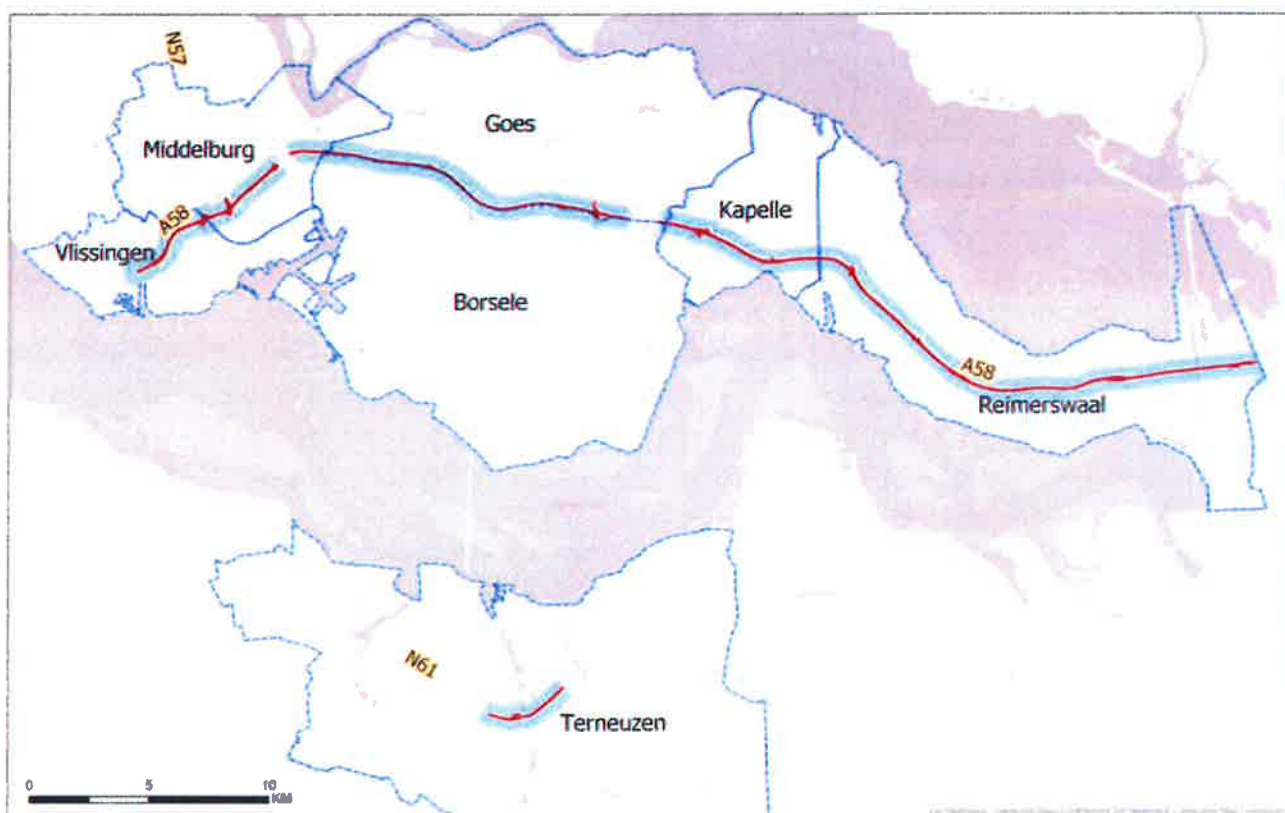 N57
Goes
Middelburg
Kapelle
A58
Vlissingen
Borsele
A58
Reimerswaal
N61
Terneuzen
0 5 10
KM